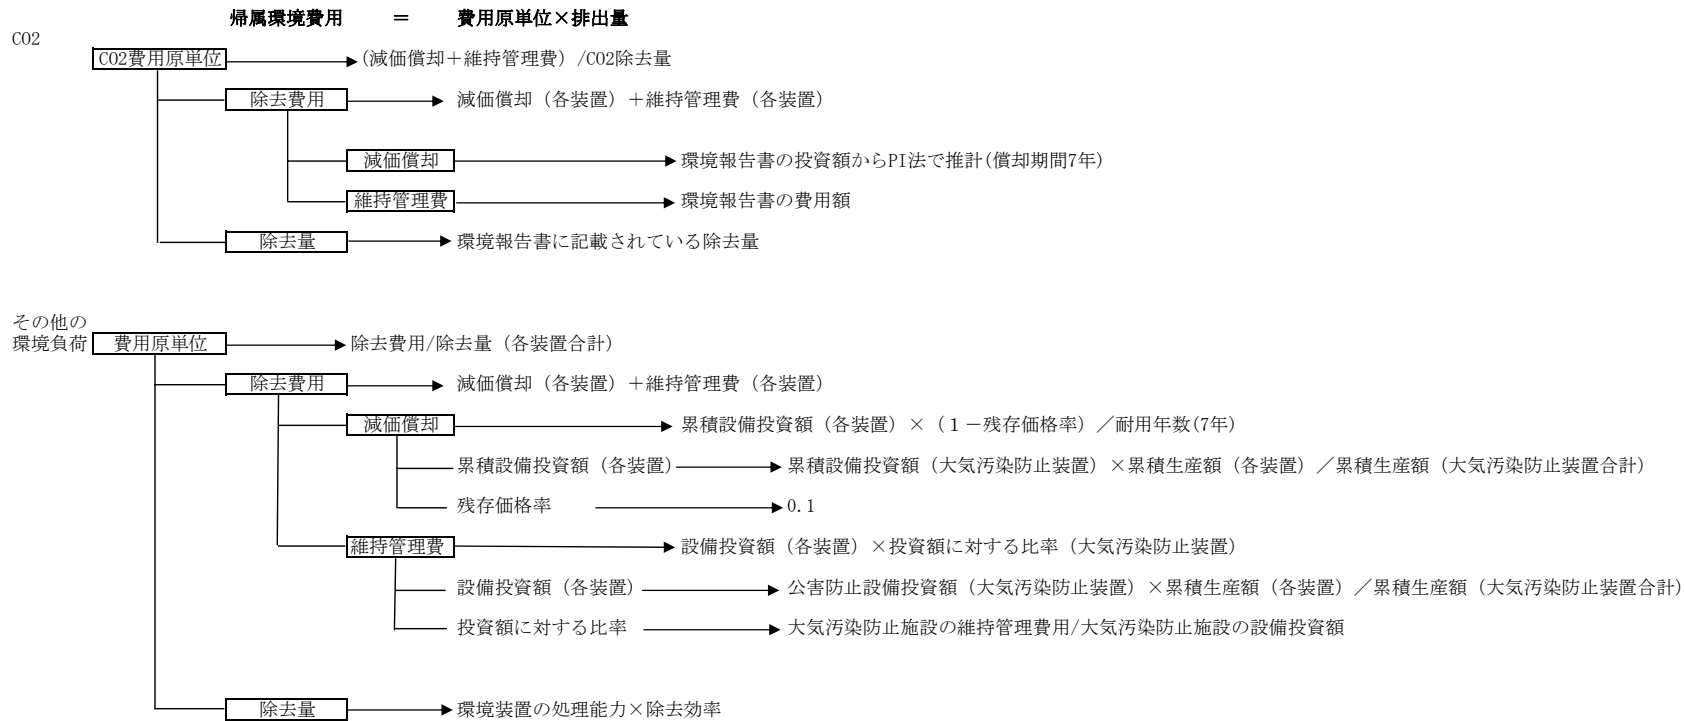 帰属環境費用 ＝ 費用原単位×排出量
CO2
CO2費用原単位 (減価償却＋維持管理費）/CO2除去量
除去費用 減価償却（各装置）＋維持管理費（各装置）
減価償却 環境報告書の投資額からPI法で推計(償却期間7年)
維持管理費 環境報告書の費用額
除去量 環境報告書に記載されている除去量
その他の
環境負荷 費用原単位 除去費用/除去量（各装置合計）
除去費用 減価償却（各装置）＋維持管理費（各装置）
減価償却 累積設備投資額（各装置）×（１－残存価格率）／耐用年数(7年)
累積設備投資額（各装置） 累積設備投資額（大気汚染防止装置）×累積生産額（各装置）／累積生産額（大気汚染防止装置合計）
残存価格率 0.1
維持管理費 設備投資額（各装置）×投資額に対する比率（大気汚染防止装置）
設備投資額（各装置） 公害防止設備投資額（大気汚染防止装置）×累積生産額（各装置）／累積生産額（大気汚染防止装置合計）
投資額に対する比率 大気汚染防止施設の維持管理費用/大気汚染防止施設の設備投資額
除去量 環境装置の処理能力×除去効率